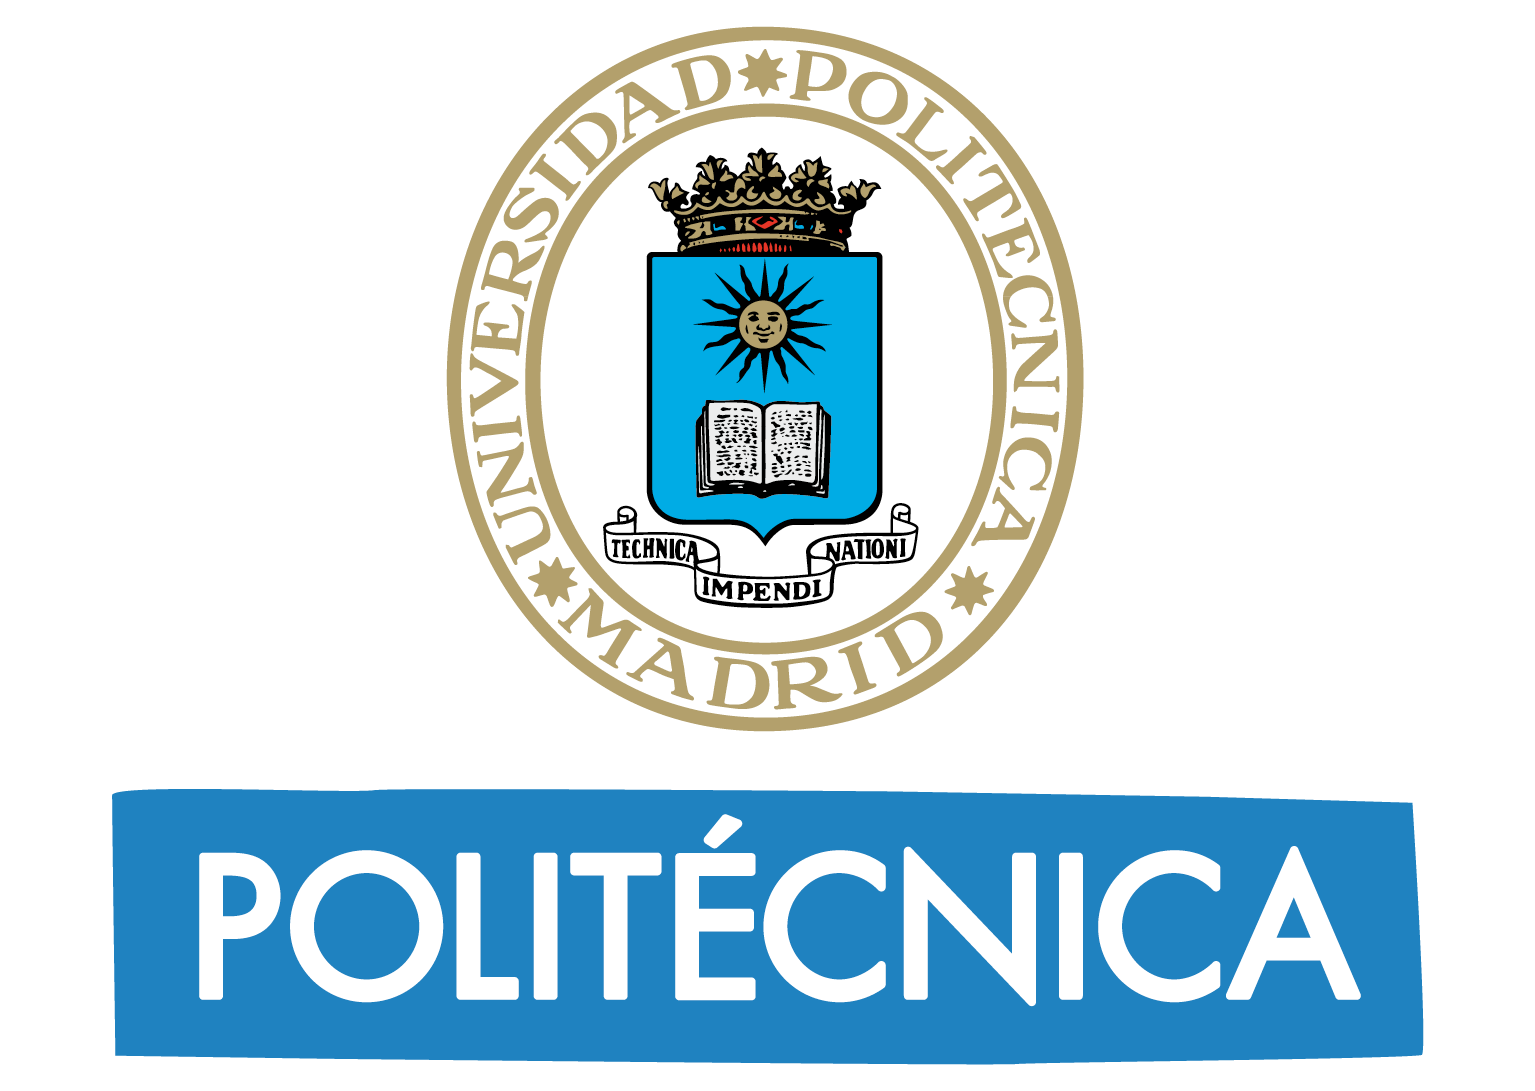 UNIVERSIDAD POLITECNICA
MADRID
TECHNICA
IMPENDI
NATIONI
POLITÉCNICA